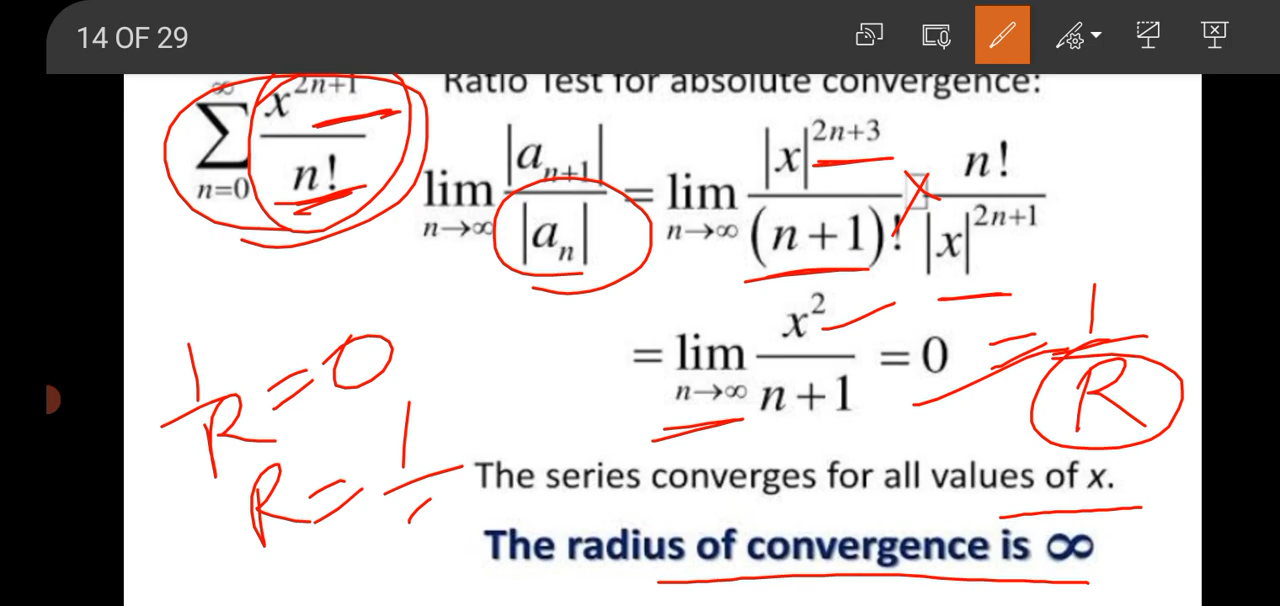 14 OF 29
Ratio Test for absolute convergence:
∞
∑
n=0
x^{2n+1}
n!
lim n→∞ |a_{n+1}| / |a_n| = lim n→∞ |x|^{2n+3} / (n+1)! × n! / |x|^{2n+1}
= lim n→∞ x^2 / n+1 = 0 = 1/R
1/R = 0
R = 1/
The series converges for all values of x.
The radius of convergence is ∞